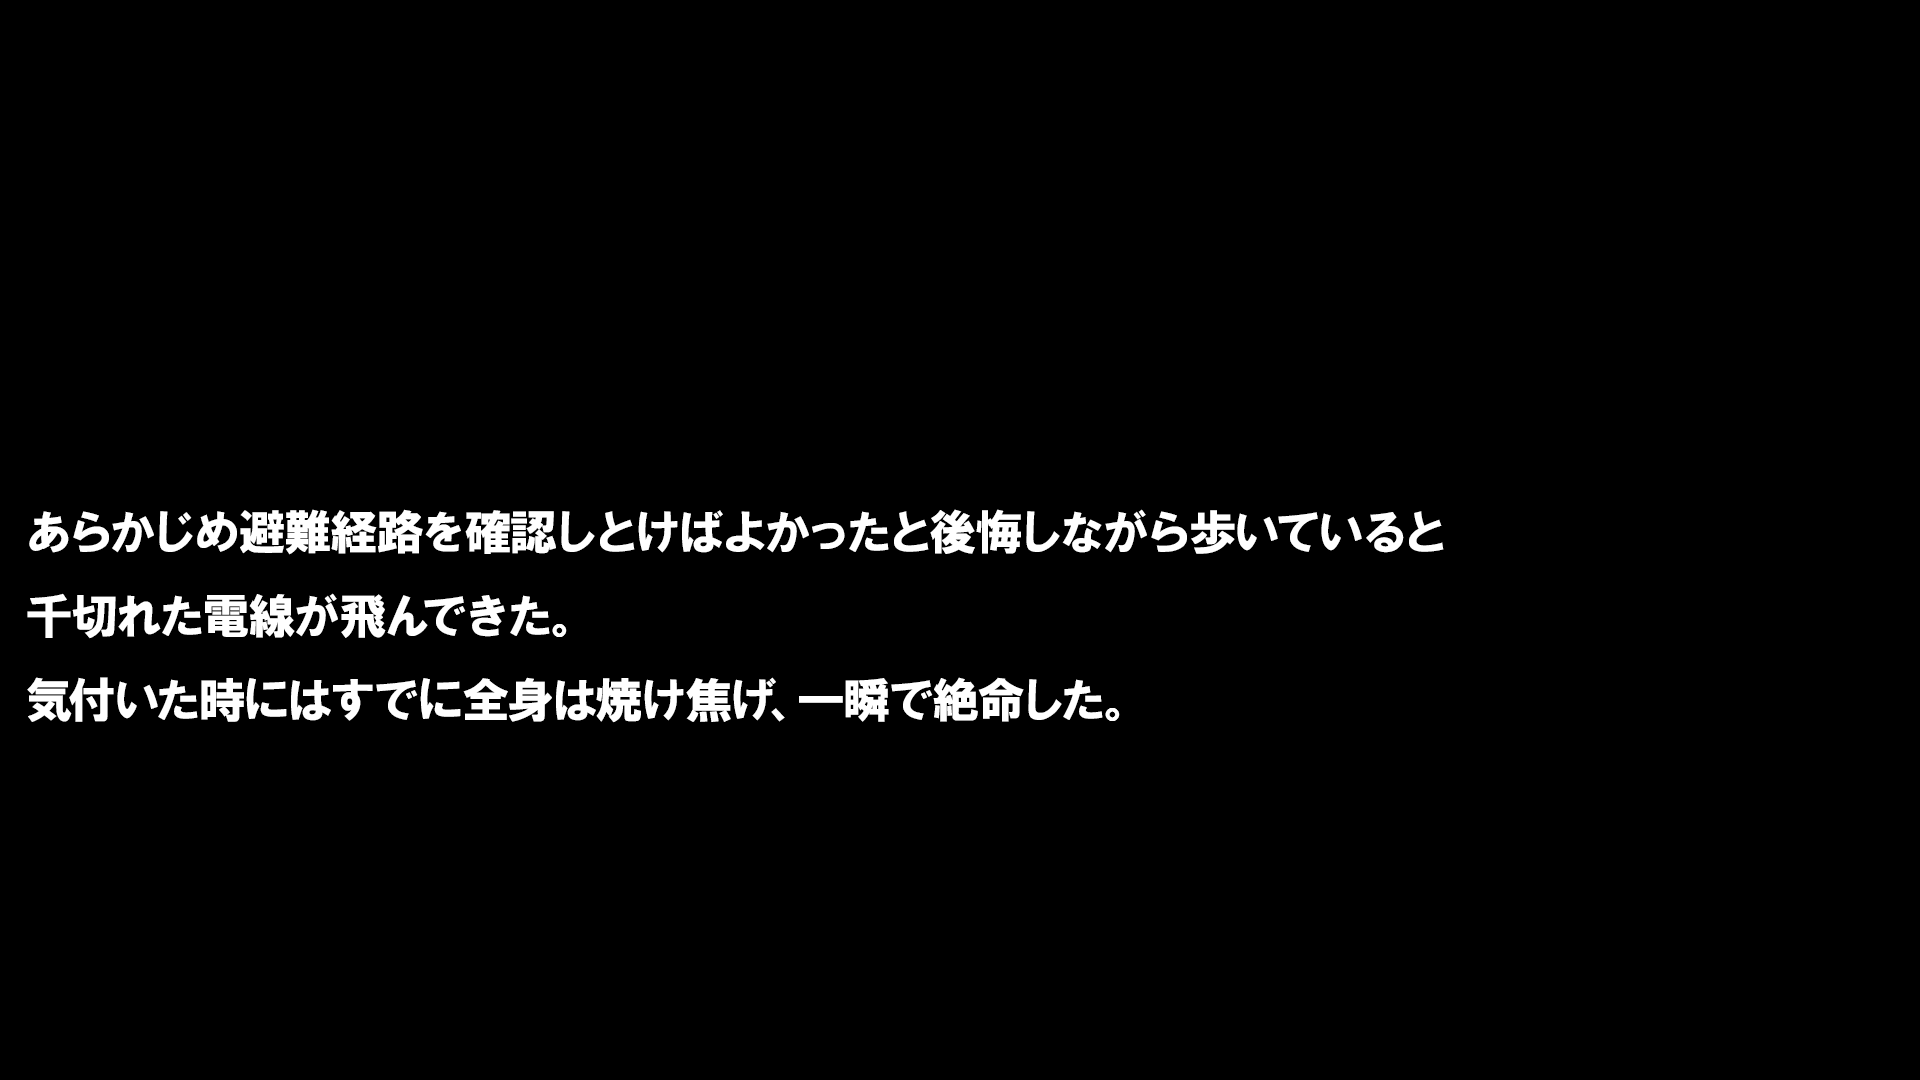 あらかじめ避難経路を確認しとけばよかったと後悔しながら歩いていると
千切れた電線が飛んできた。
気付いた時にはすでに全身は焼け焦げ、一瞬で絶命した。